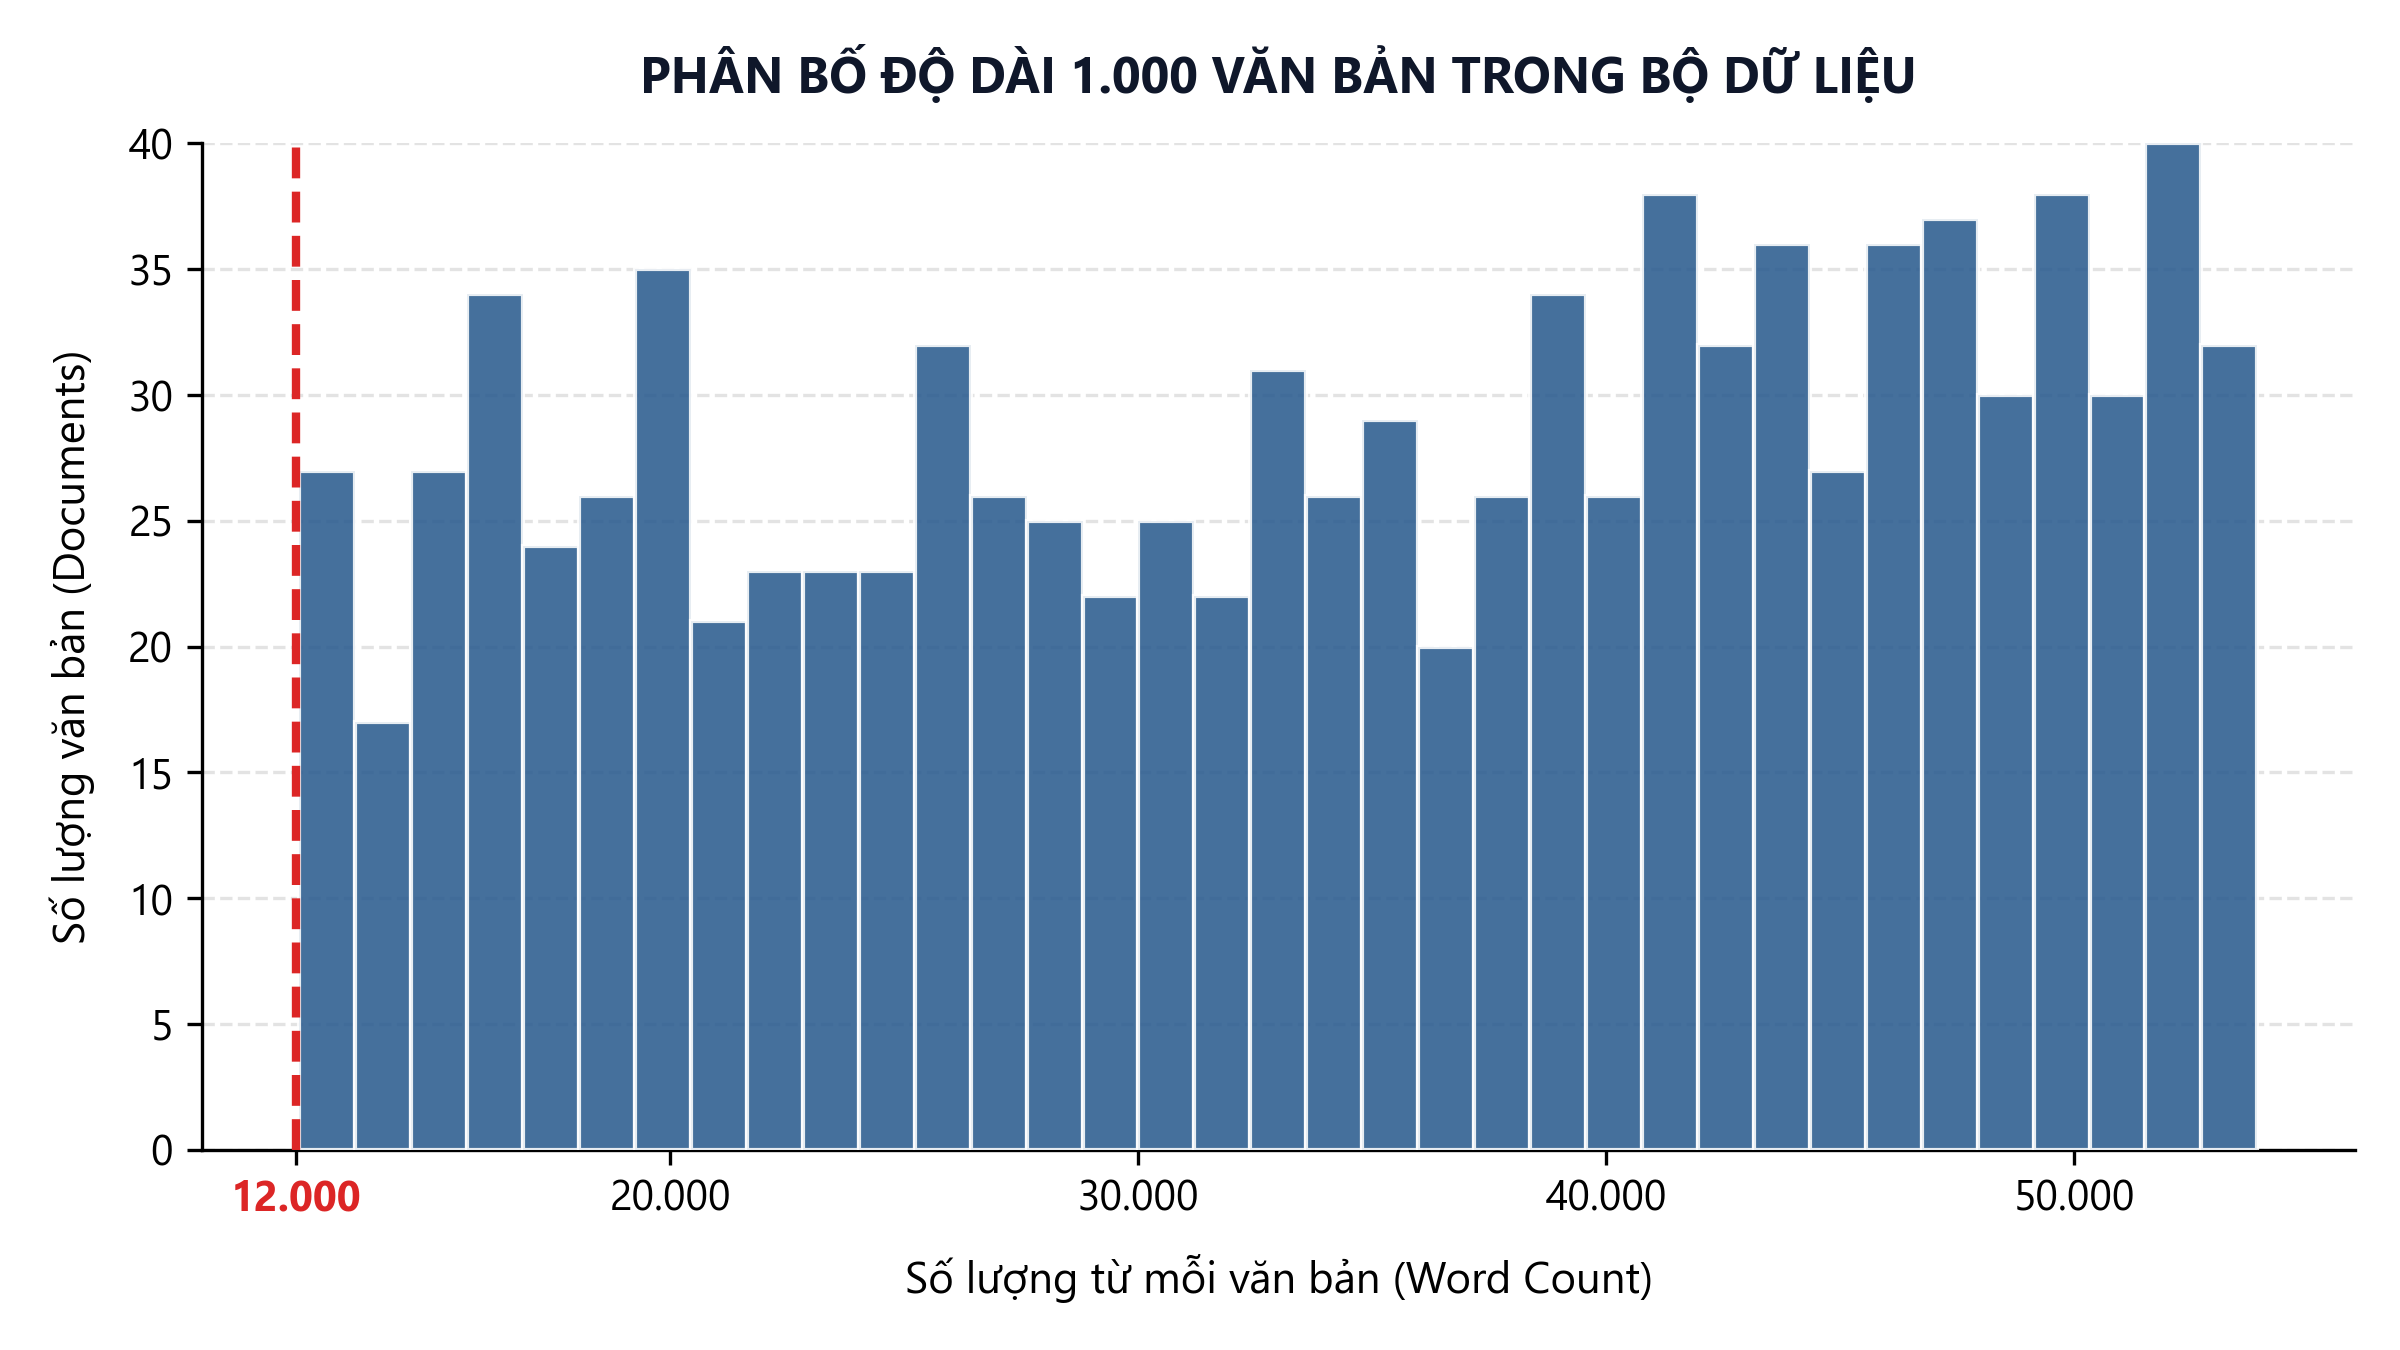 PHÂN BỐ ĐỘ DÀI 1.000 VĂN BẢN TRONG BỘ DỮ LIỆU
Số lượng văn bản (Documents)
40
35
30
25
20
15
10
5
0
12.000 20.000 30.000 40.000 50.000
Số lượng từ mỗi văn bản (Word Count)